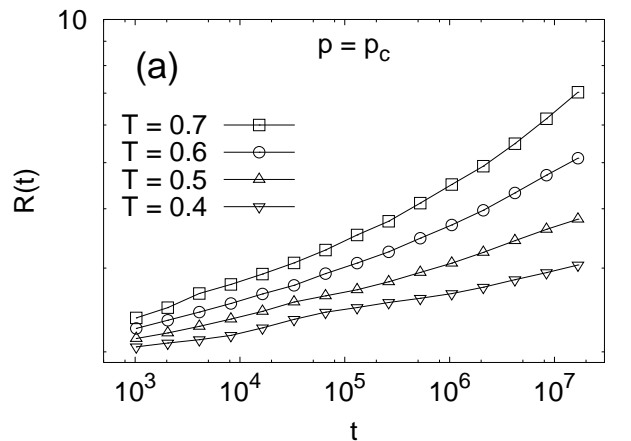 10
(a)
p = p_c
T = 0.7
T = 0.6
T = 0.5
T = 0.4
R(t)
10^3 10^4 10^5 10^6 10^7
t